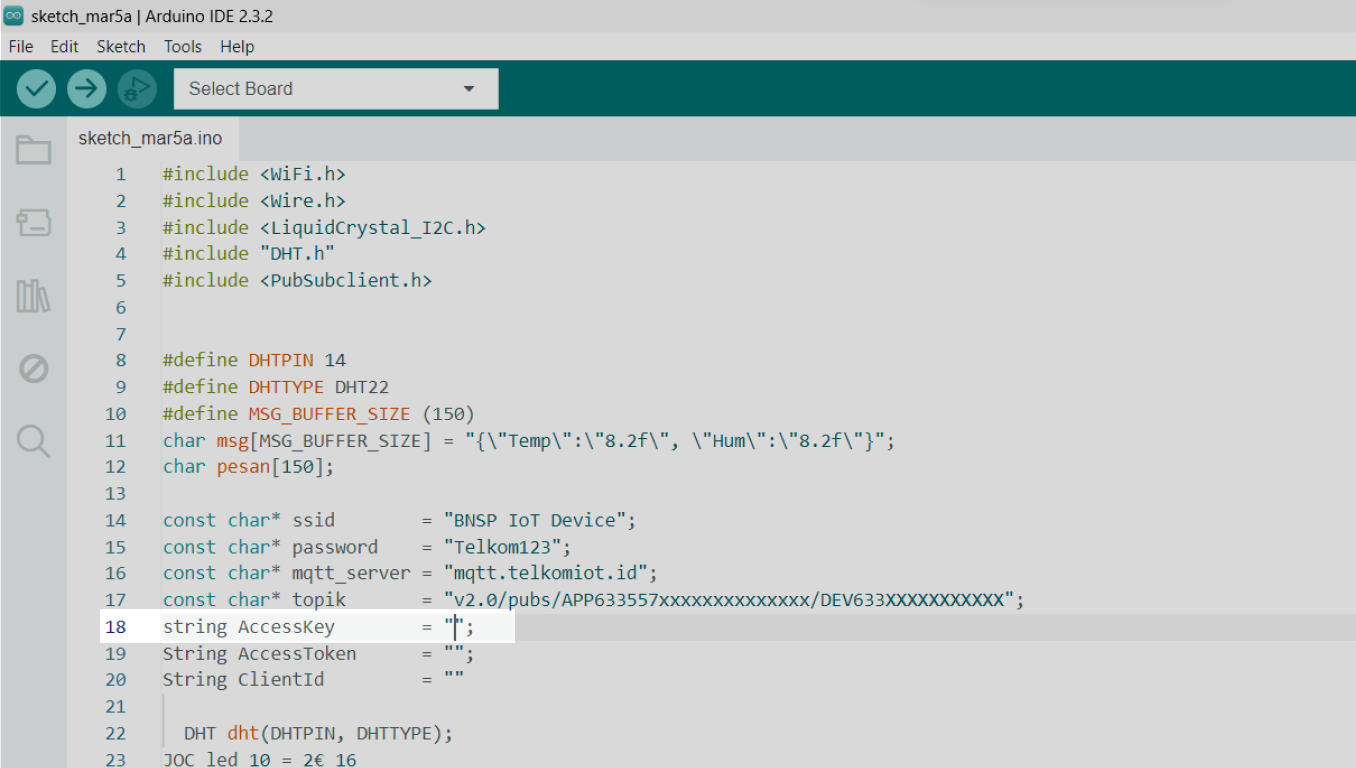 sketch_mar5a | Arduino IDE 2.3.2
File Edit Sketch Tools Help
Select Board
sketch_mar5a.ino
1 #include <WiFi.h>
2 #include <Wire.h>
3 #include <LiquidCrystal_I2C.h>
4 #include "DHT.h"
5 #include <PubSubclient.h>
6
7
8 #define DHTPIN 14
9 #define DHTTYPE DHT22
10 #define MSG_BUFFER_SIZE (150)
11 char msg[MSG_BUFFER_SIZE] = "{\"Temp\":\"8.2f\", \"Hum\":\"8.2f\"}";
12 char pesan[150];
13
14 const char* ssid = "BNSP IoT Device";
15 const char* password = "Telkom123";
16 const char* mqtt_server = "mqtt.telkomiot.id";
17 const char* topik = "v2.0/pubs/APP633557xxxxxxxxxxxxxx/DEV633XXXXXXXXXXX";
18 string AccessKey = "";
19 String AccessToken = "";
20 String ClientId = ""
21
22 DHT dht(DHTPIN, DHTTYPE);
23 JOC led 10 = 2€ 16